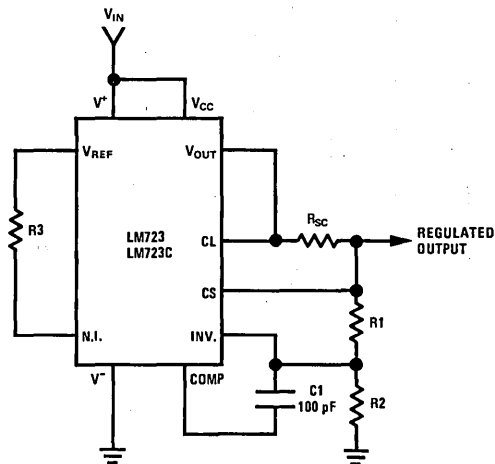 VIN
V+
VCC
VREF
VOUT
R3
LM723
LM723C
CL
RSC
REGULATED
OUTPUT
CS
R1
N.I.
INV.
V-
COMP
C1
100 pF
R2